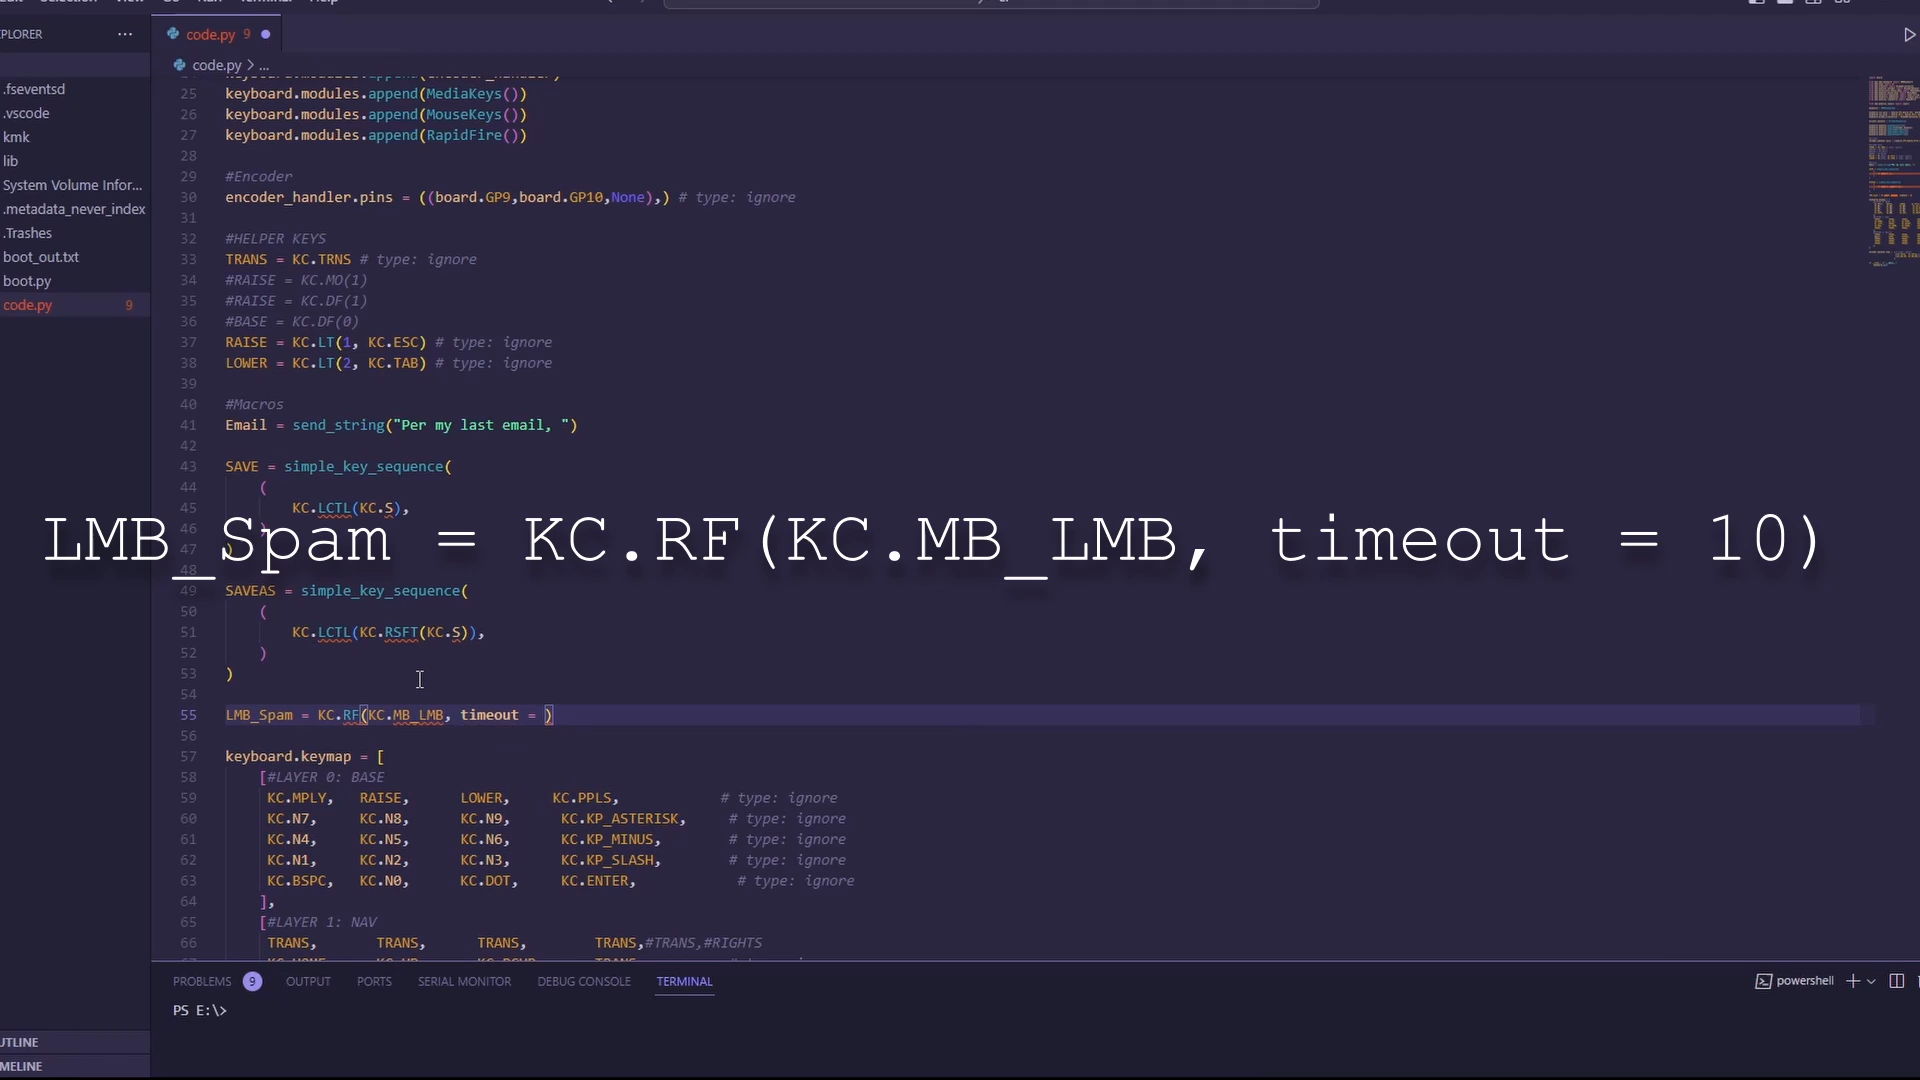 Selection
View
Run
Terminal
Help
PLORER
...
code.py 9
code.py > ...
.fseventsd
.vscode
kmk
lib
System Volume Infor...
.metadata_never_index
.Trashes
boot_out.txt
boot.py
code.py 9
25 keyboard.modules.append(MediaKeys())
26 keyboard.modules.append(MouseKeys())
27 keyboard.modules.append(RapidFire())
28
29 #Encoder
30 encoder_handler.pins = ((board.GP9,board.GP10,None),) # type: ignore
31
32 #HELPER KEYS
33 TRANS = KC.TRNS # type: ignore
34 #RAISE = KC.MO(1)
35 #RAISE = KC.DF(1)
36 #BASE = KC.DF(0)
37 RAISE = KC.LT(1, KC.ESC) # type: ignore
38 LOWER = KC.LT(2, KC.TAB) # type: ignore
39
40 #Macros
41 Email = send_string("Per my last email, ")
42
43 SAVE = simple_key_sequence(
44 (
45 KC.LCTL(KC.S),
46 )
47 )
LMB_Spam = KC.RF(KC.MB_LMB, timeout = 10)
48
49 SAVEAS = simple_key_sequence(
50 (
51 KC.LCTL(KC.RSFT(KC.S)),
52 )
53 )
54
55 LMB_Spam = KC.RF(KC.MB_LMB, timeout = )
56
57 keyboard.keymap = [
58 [#LAYER 0: BASE
59 KC.MPLY, RAISE, LOWER, KC.PPLS, # type: ignore
60 KC.N7, KC.N8, KC.N9, KC.KP_ASTERISK, # type: ignore
61 KC.N4, KC.N5, KC.N6, KC.KP_MINUS, # type: ignore
62 KC.N1, KC.N2, KC.N3, KC.KP_SLASH, # type: ignore
63 KC.BSPC, KC.N0, KC.DOT, KC.ENTER, # type: ignore
64 ],
65 [#LAYER 1: NAV
66 TRANS, TRANS, TRANS, TRANS,#TRANS,#RIGHTS
PROBLEMS 9 OUTPUT PORTS SERIAL MONITOR DEBUG CONSOLE TERMINAL
powershell
PS E:\>
UTLINE
MELINE